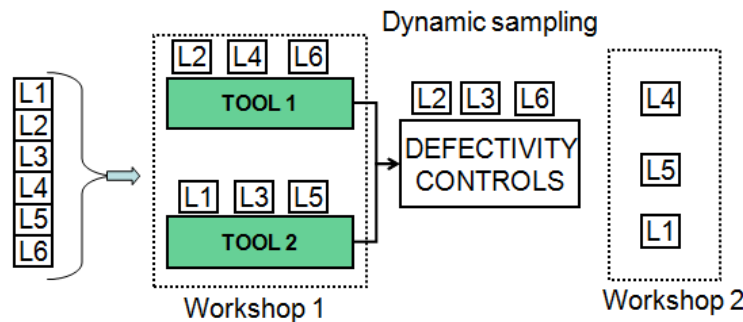 Dynamic sampling
L1
L2
L3
L4
L5
L6
L2 L4 L6
TOOL 1
L1 L3 L5
TOOL 2
Workshop 1
L2 L3 L6
DEFECTIVITY
CONTROLS
L4
L5
L1
Workshop 2